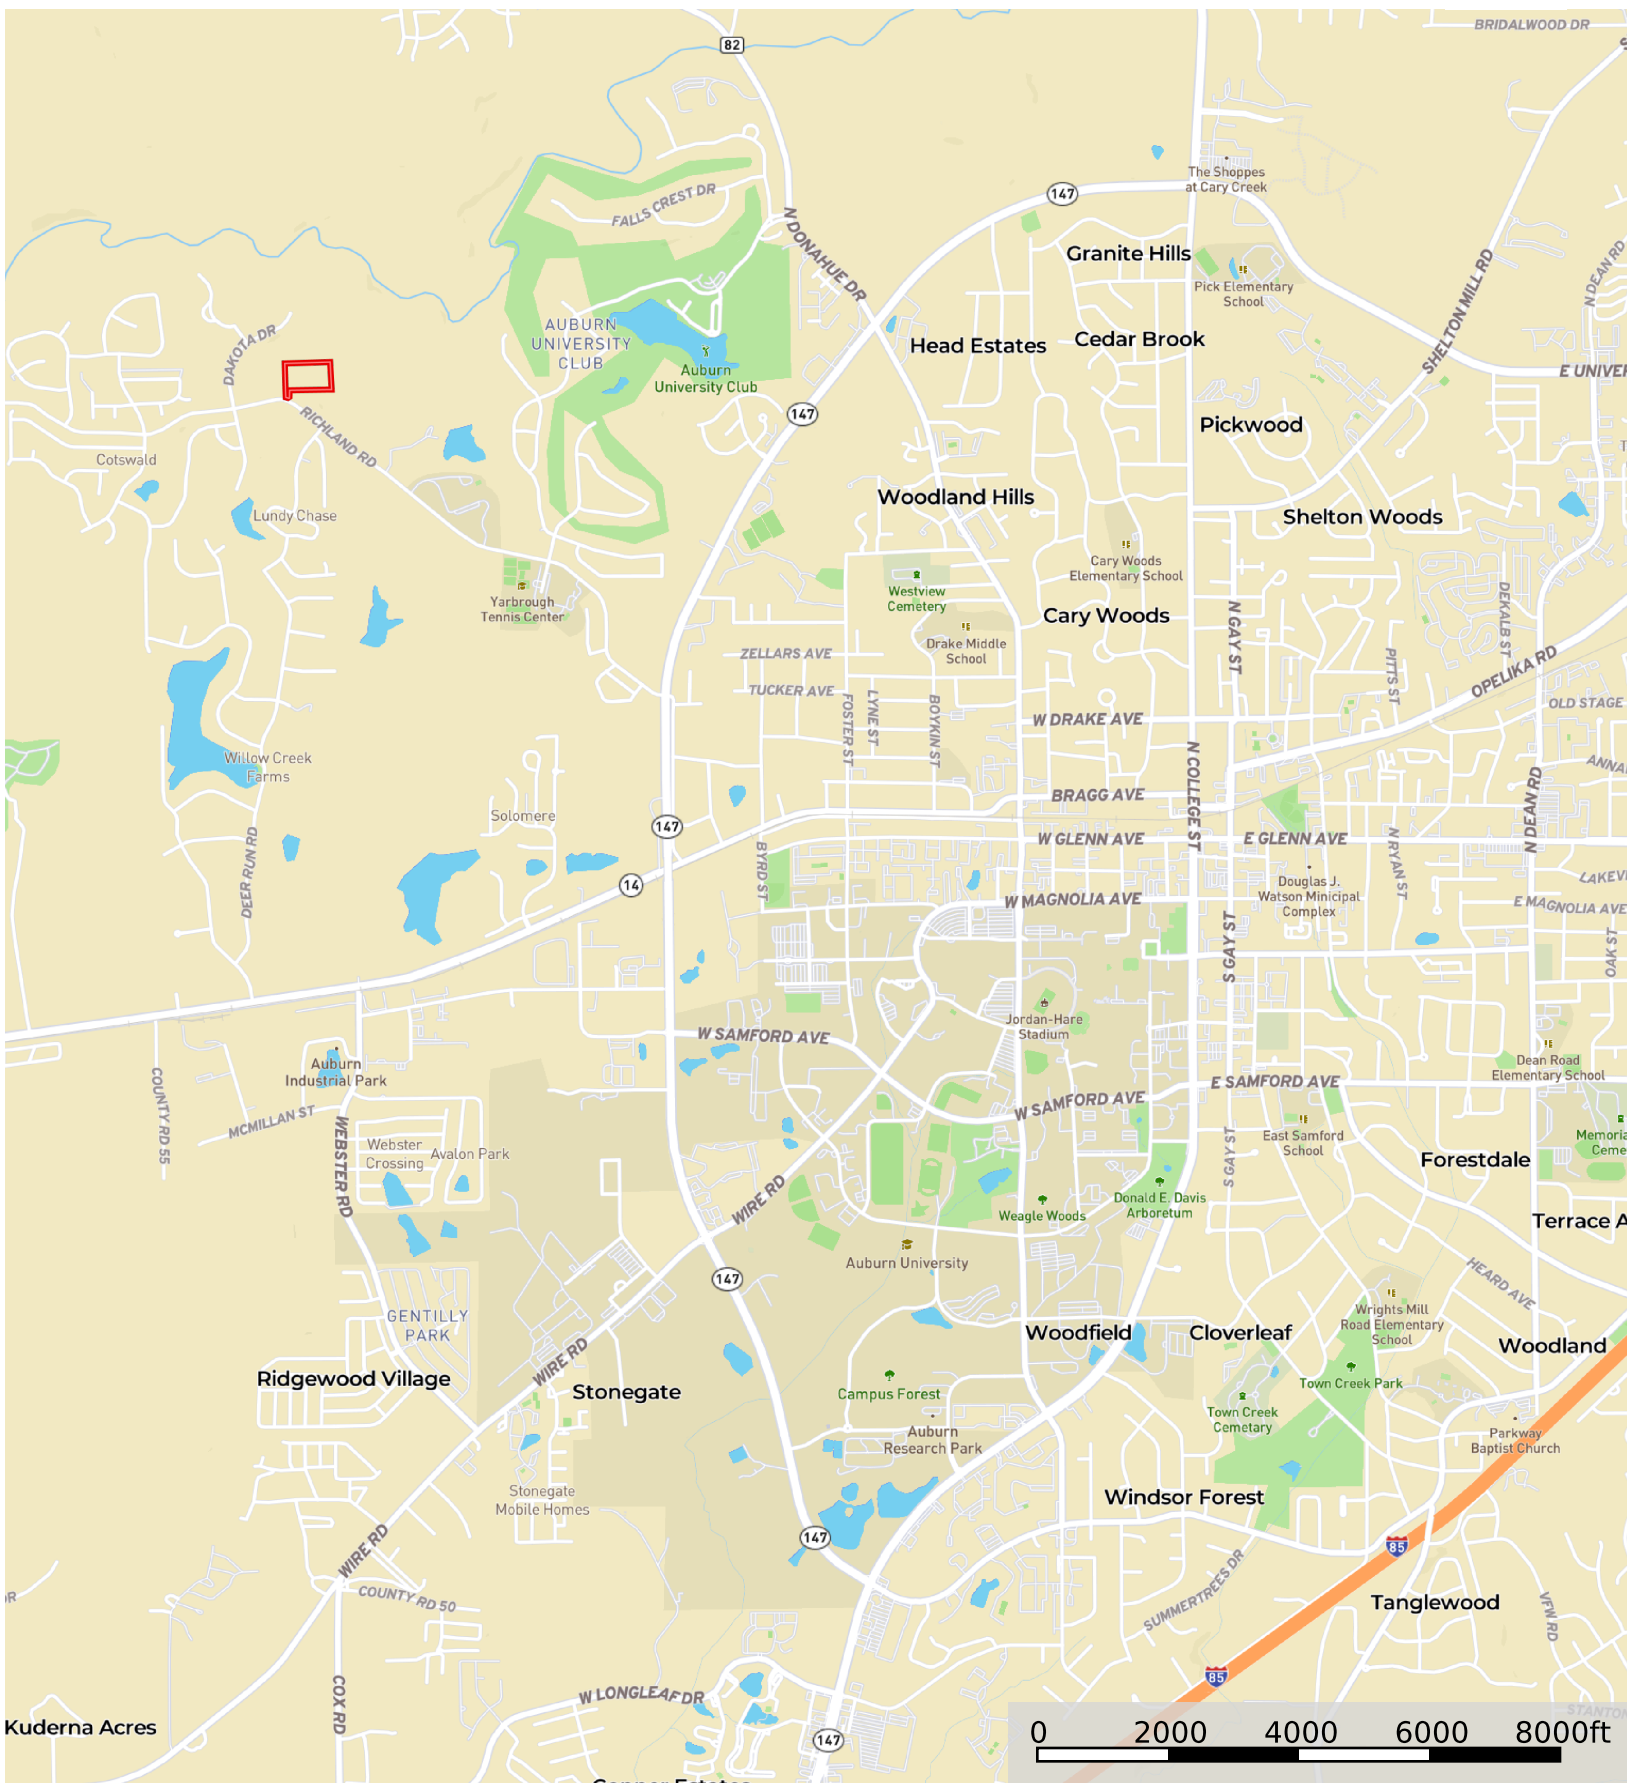 BRIDALWOOD DR
82
The Shoppes
at Cary Creek
147
FALLS CREST DR
N DONAHUE DR
Granite Hills
Pick Elementary
School
SHELTON MILL RD
N DEAN RD
AUBURN
UNIVERSITY
CLUB
Auburn
University Club
Head Estates
Cedar Brook
DAKOTA DR
E UNIVER
147
RICHLAND RD
Pickwood
Cotswald
Lundy Chase
Woodland Hills
Shelton Woods
Cary Woods
Elementary School
Westview
Cemetery
Yarbrough
Tennis Center
Cary Woods
Drake Middle
School
N GAY ST
DEKALB ST
ZELLARS AVE
TUCKER AVE
PITTS ST
OPELIKA RD
FOSTER ST
LYNE ST
BOYKIN ST
W DRAKE AVE
OLD STAGE
Willow Creek
Farms
N COLLEGE ST
ANNA
Solomere
147
BRAGG AVE
N DEAN RD
W GLENN AVE
E GLENN AVE
BYRD ST
N RYAN ST
DEER RUN RD
14
Douglas J.
Watson Minicipal
Complex
LAKEV
W MAGNOLIA AVE
E MAGNOLIA AVE
S GAY ST
OAK ST
Jordan-Hare
Stadium
W SAMFORD AVE
Auburn
Industrial Park
Dean Road
Elementary School
E SAMFORD AVE
COUNTY RD 55
MCMILLAN ST
W SAMFORD AVE
WEBSTER RD
Webster
Crossing
Avalon Park
East Samford
School
S GAY ST
Memoria
Ceme
Forestdale
WIRE RD
Weagle Woods
Donald E. Davis
Arboretum
Terrace A
Auburn University
147
HEARD AVE
GENTILLY
PARK
Wrights Mill
Road Elementary
School
Woodfield
Cloverleaf
Woodland
WIRE RD
Ridgewood Village
Stonegate
Campus Forest
Town Creek Park
Town Creek
Cemetary
Auburn
Research Park
Parkway
Baptist Church
Stonegate
Mobile Homes
Windsor Forest
WIRE RD
147
85
COUNTY RD 50
SUMMERTREES DR
Tanglewood
VFW RD
85
COX RD
W LONGLEAF DR
Kuderna Acres
147
STANTON
0 2000 4000 6000 8000ft